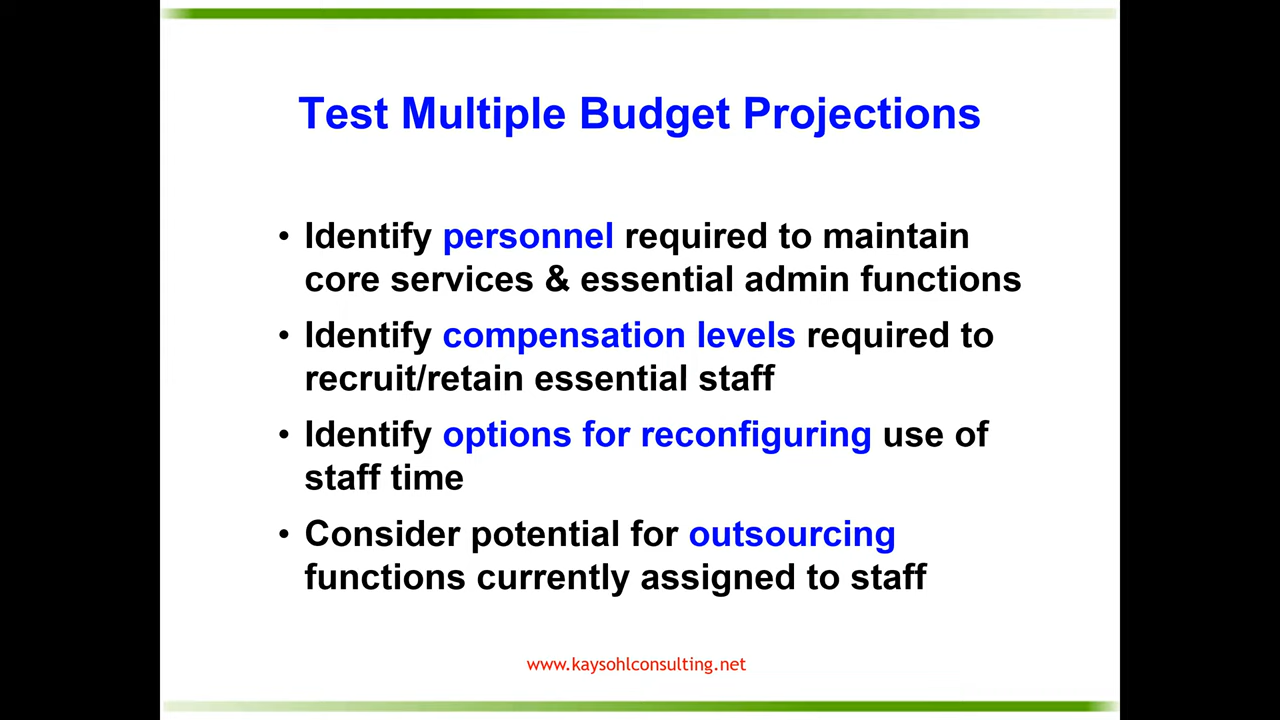 Test Multiple Budget Projections
• Identify personnel required to maintain
core services & essential admin functions
• Identify compensation levels required to
recruit/retain essential staff
• Identify options for reconfiguring use of
staff time
• Consider potential for outsourcing
functions currently assigned to staff
www.kaysohlconsulting.net